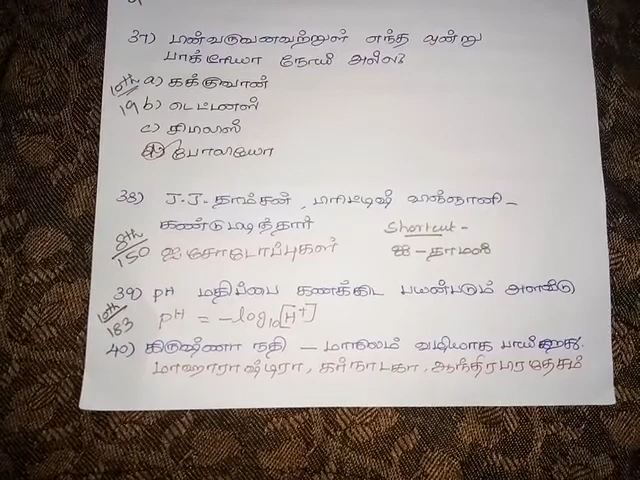 37) பின்வருவனவற்றுள் எந்த ஒன்று
பாக்டீரியா நோய் அல்ல?
10th a) கக்குவான்
19 b) டெட்டனஸ்
c) சிபிலஸ்
d) போலியோ
38) J.J. தாம்சன், பிரிட்டிஷ் விஞ்ஞானி -
கண்டுபிடித்தார் Shortcut -
8th/150 ஐசோடோப்புகள் ஐ - தாமஸ்
39) pH மதிப்பை கணக்கிட பயன்படும் அளவீடு
10th/183 pH = -log10[H+]
40) கிருஷ்ணா நதி - மாநிலம் வழியாக பாய்கிறது.
மாஹாராஷ்டிரா, கர்நாடகா, ஆந்திரபிரதேசம்